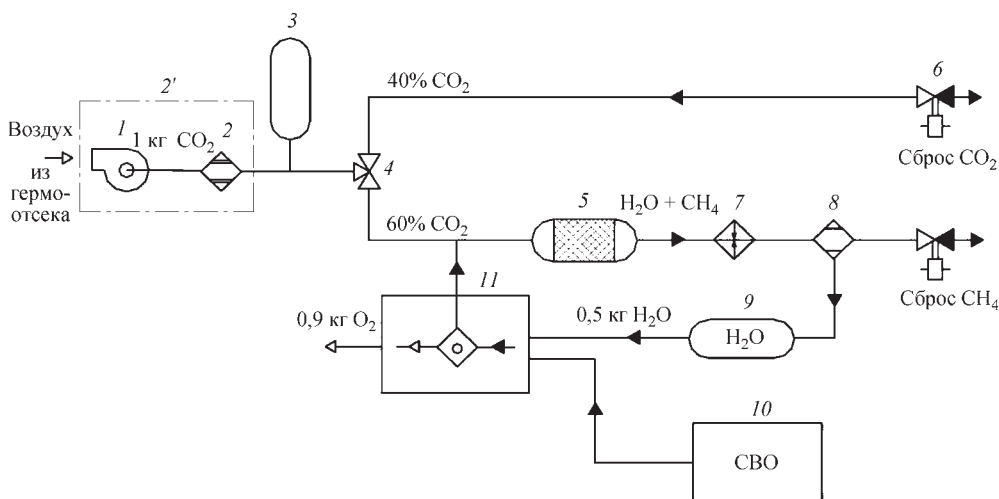 3
2'
1
1 кг CO₂
2
Воздух
из
гермо-
отсека
40% CO₂
6
Сброс CO₂
4
60% CO₂
5
H₂O + CH₄
7
8
Сброс CH₄
11
0,9 кг O₂
0,5 кг H₂O
9
H₂O
10
СВО